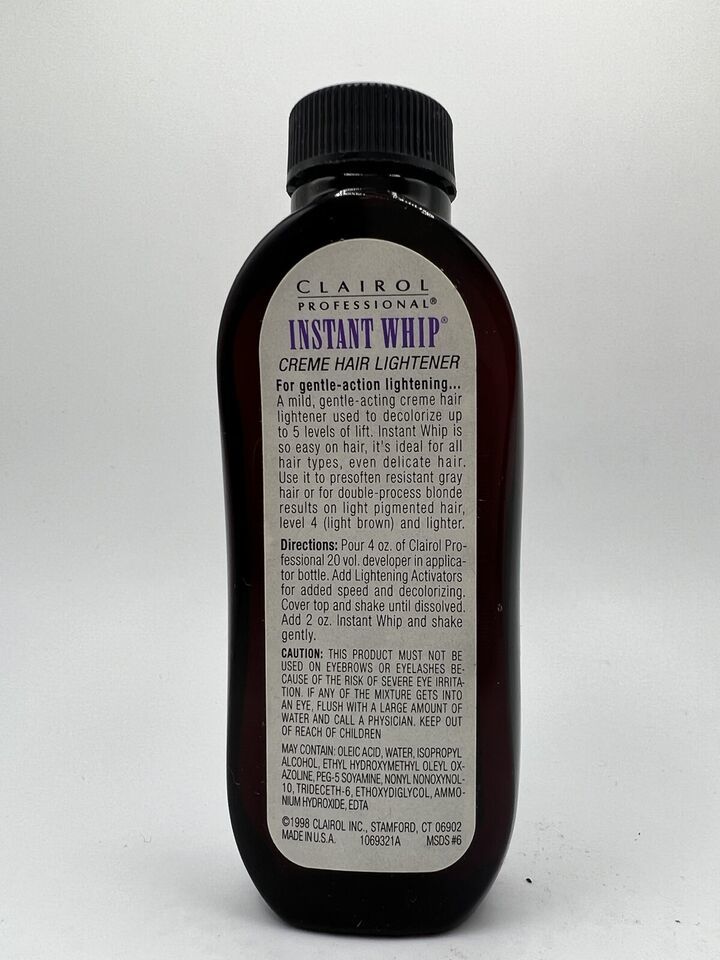 CLAIROL
PROFESSIONAL®
INSTANT WHIP®
CREME HAIR LIGHTENER
For gentle-action lightening...
A mild, gentle-acting creme hair
lightener used to decolorize up
to 5 levels of lift. Instant Whip is
so easy on hair, it's ideal for all
hair types, even delicate hair.
Use it to presoften resistant gray
hair or for double-process blonde
results on light pigmented hair,
level 4 (light brown) and lighter.
Directions: Pour 4 oz. of Clairol Pro-
fessional 20 vol. developer in applica-
tor bottle. Add Lightening Activators
for added speed and decolorizing.
Cover top and shake until dissolved.
Add 2 oz. Instant Whip and shake
gently.
CAUTION: THIS PRODUCT MUST NOT BE
USED ON EYEBROWS OR EYELASHES BE-
CAUSE OF THE RISK OF SEVERE EYE IRRITA-
TION. IF ANY OF THE MIXTURE GETS INTO
AN EYE, FLUSH WITH A LARGE AMOUNT OF
WATER AND CALL A PHYSICIAN. KEEP OUT
OF REACH OF CHILDREN
MAY CONTAIN: OLEIC ACID, WATER, ISOPROPYL
ALCOHOL, ETHYL HYDROXYMETHYL OLEYL OX-
AZOLINE, PEG-5 SOYAMINE, NONYL NONOXYNOL-
10, TRIDECETH-6, ETHOXYDIGLYCOL, AMMO-
NIUM HYDROXIDE, EDTA
©1998 CLAIROL INC., STAMFORD, CT 06902
MADE IN U.S.A. 1069321A MSDS #6